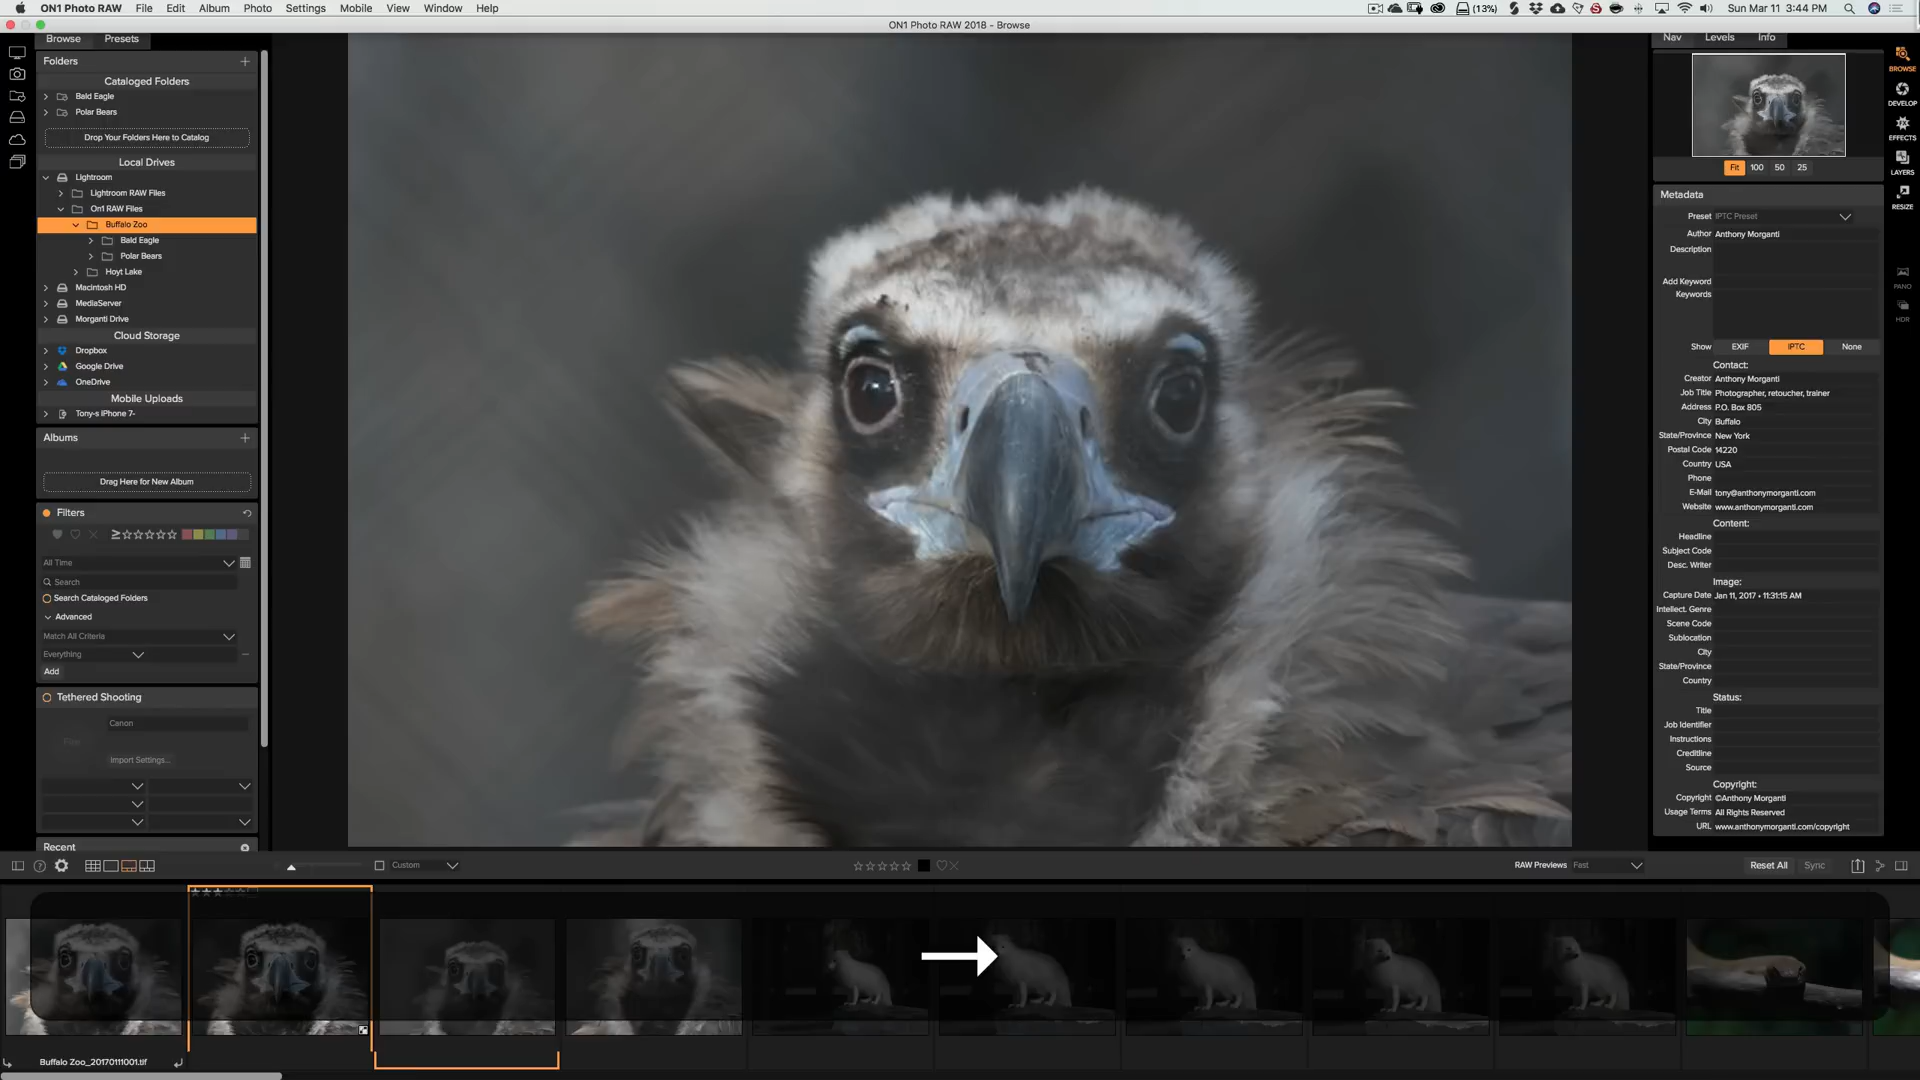 ON1 Photo RAW File Edit Album Photo Settings Mobile View Window Help (13%) Sun Mar 11 3:44 PM
ON1 Photo RAW 2018 - Browse
Browse Presets
Folders
Cataloged Folders
Bald Eagle
Polar Bears
Drop Your Folders Here to Catalog
Local Drives
Lightroom
Lightroom RAW Files
On1 RAW Files
Buffalo Zoo
Bald Eagle
Polar Bears
Hoyt Lake
Macintosh HD
MediaServer
Morganti Drive
Cloud Storage
Dropbox
Google Drive
OneDrive
Mobile Uploads
Tony-s iPhone 7-
Albums
Drag Here for New Album
Filters
All Time
Search
Search Cataloged Folders
Advanced
Match All Criteria
Everything
Add
Tethered Shooting
Canon
Import Settings...
Recent
Nav Levels Info
Fit 100 50 25
Metadata
Preset IPTC Preset
Author Anthony Morganti
Description
Add Keyword
Keywords
Show EXIF IPTC None
Contact:
Creator Anthony Morganti
Job Title Photographer, retoucher, trainer
Address P.O. Box 805
City Buffalo
State/Province New York
Postal Code 14220
Country USA
Phone
E-Mail tony@anthonymorganti.com
Website www.anthonymorganti.com
Content:
Headline
Subject Code
Desc. Writer
Image:
Capture Date Jan 11, 2017 • 11:31:15 AM
Intellect. Genre
Scene Code
Sublocation
City
State/Province
Country
Status:
Title
Job Identifier
Instructions
Creditline
Source
Copyright:
Copyright ©Anthony Morganti
Usage Terms All Rights Reserved
URL www.anthonymorganti.com/copyright
BROWSE
DEVELOP
EFFECTS
LAYERS
RESIZE
PANO
HDR
Custom RAW Previews Fast Reset All Sync
Buffalo Zoo_20170111001.tif